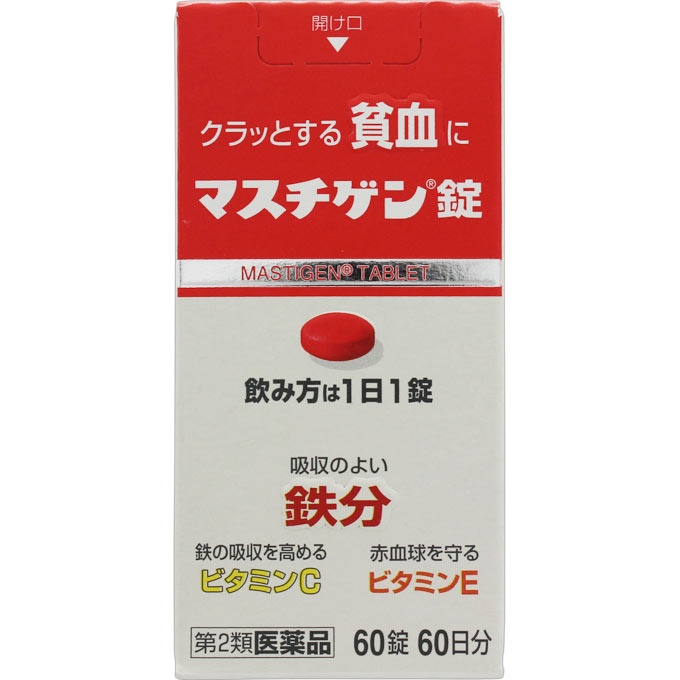 開け口
クラッとする貧血に
マスチゲン®錠
MASTIGEN® TABLET
飲み方は1日1錠
吸収のよい
鉄分
鉄の吸収を高める
ビタミンC
赤血球を守る
ビタミンE
第2類医薬品 60錠 60日分